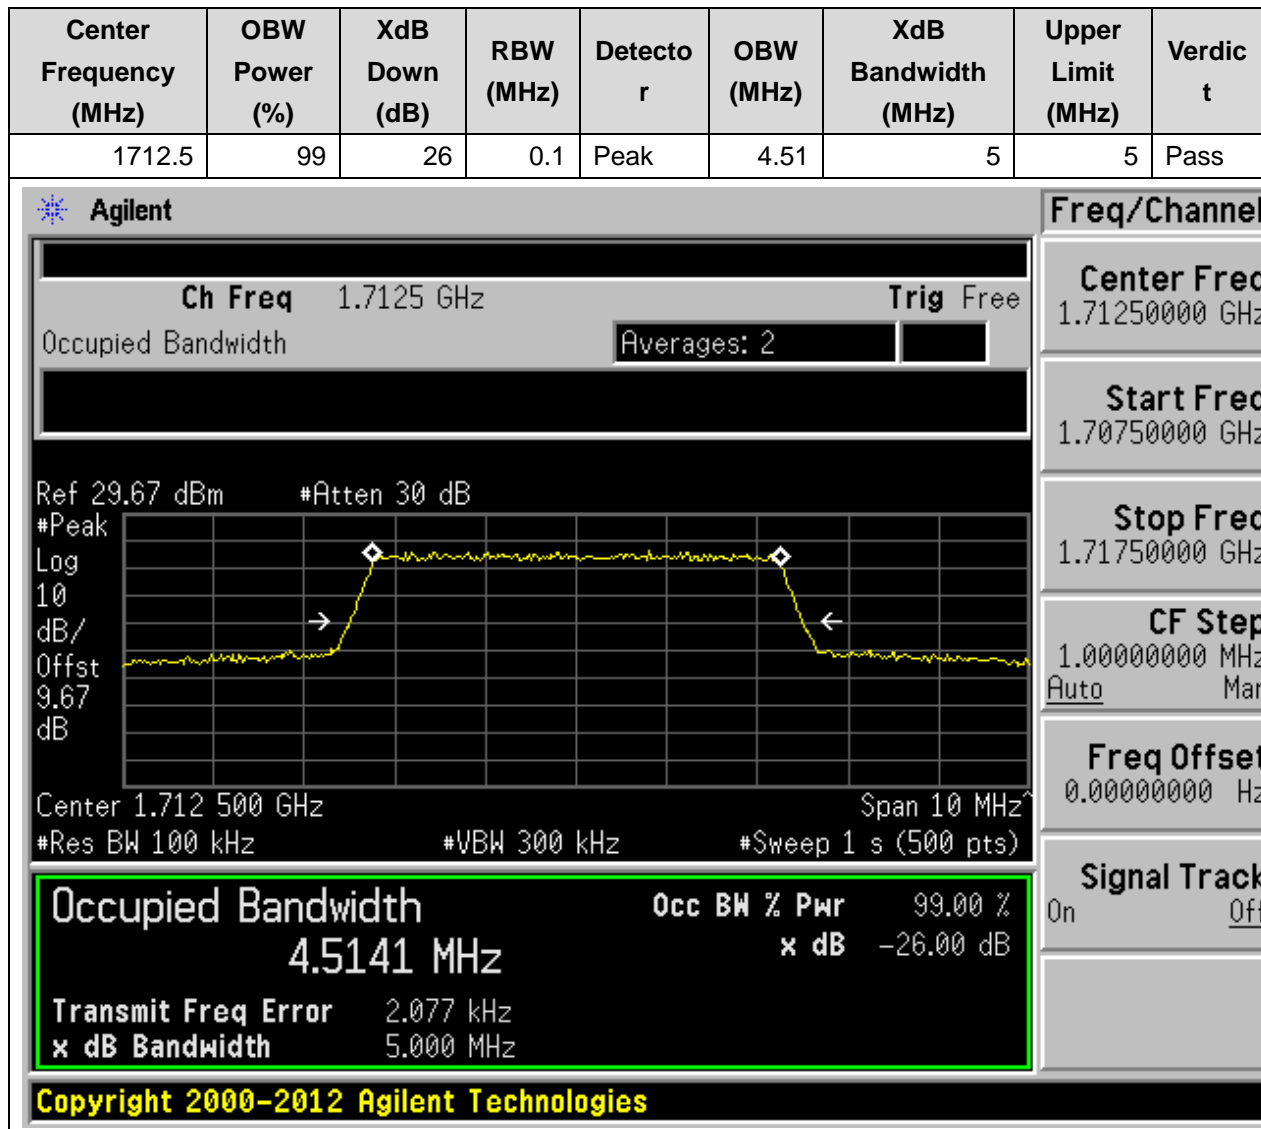 Center Frequency (MHz) OBW Power (%) XdB Down (dB) RBW (MHz) Detecto r OBW (MHz) XdB Bandwidth (MHz) Upper Limit (MHz) Verdic t
1712.5 99 26 0.1 Peak 4.51 5 5 Pass
Agilent
Freq/Channel
Ch Freq 1.7125 GHz Trig Free
Occupied Bandwidth Averages: 2
Center Freq
1.71250000 GHz
Start Freq
1.70750000 GHz
Stop Freq
1.71750000 GHz
CF Step
1.00000000 MHz
Auto Man
Freq Offset
0.00000000 Hz
Signal Track
On Off
Ref 29.67 dBm #Atten 30 dB
#Peak
Log
10
dB/
Offst
9.67
dB
Center 1.712 500 GHz Span 10 MHz^
#Res BW 100 kHz #VBW 300 kHz #Sweep 1 s (500 pts)
Occupied Bandwidth Occ BW % Pwr 99.00 %
4.5141 MHz x dB -26.00 dB
Transmit Freq Error 2.077 kHz
x dB Bandwidth 5.000 MHz
Copyright 2000-2012 Agilent Technologies